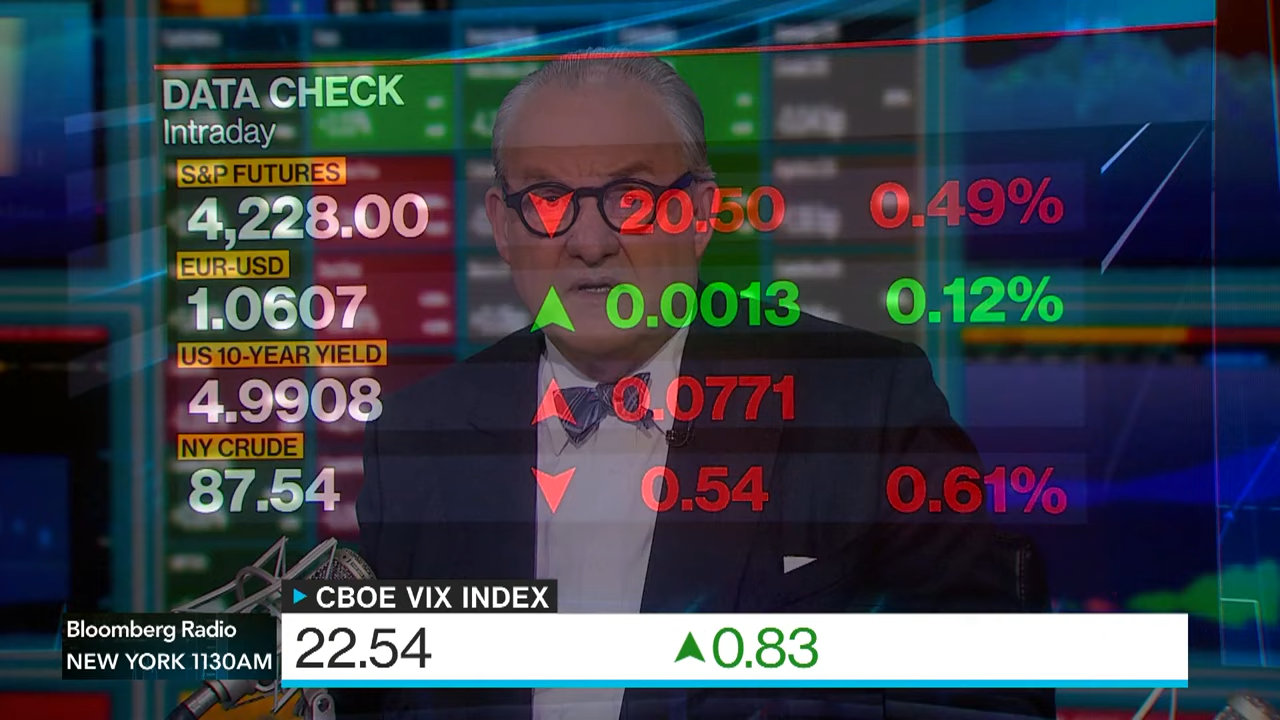 DATA CHECK
Intraday
S&P FUTURES
4,228.00 ▼ 20.50 0.49%
EUR-USD
1.0607 ▲ 0.0013 0.12%
US 10-YEAR YIELD
4.9908 ▲ 0.0771
NY CRUDE
87.54 ▼ 0.54 0.61%
CBOE VIX INDEX
Bloomberg Radio
NEW YORK 1130AM
22.54 ▲0.83